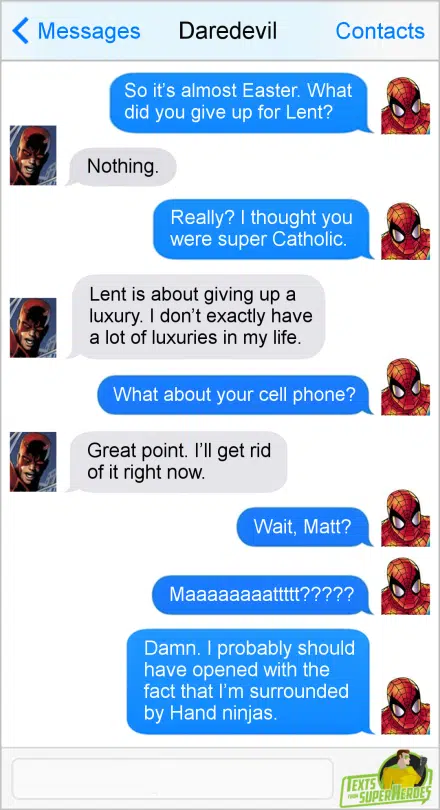 Messages Daredevil Contacts
So it's almost Easter. What
did you give up for Lent?
Nothing.
Really? I thought you
were super Catholic.
Lent is about giving up a
luxury. I don't exactly have
a lot of luxuries in my life.
What about your cell phone?
Great point. I'll get rid
of it right now.
Wait, Matt?
Maaaaaaaattttt?????
Damn. I probably should
have opened with the
fact that I'm surrounded
by Hand ninjas.
TEXTS
FROM SUPERHEROES